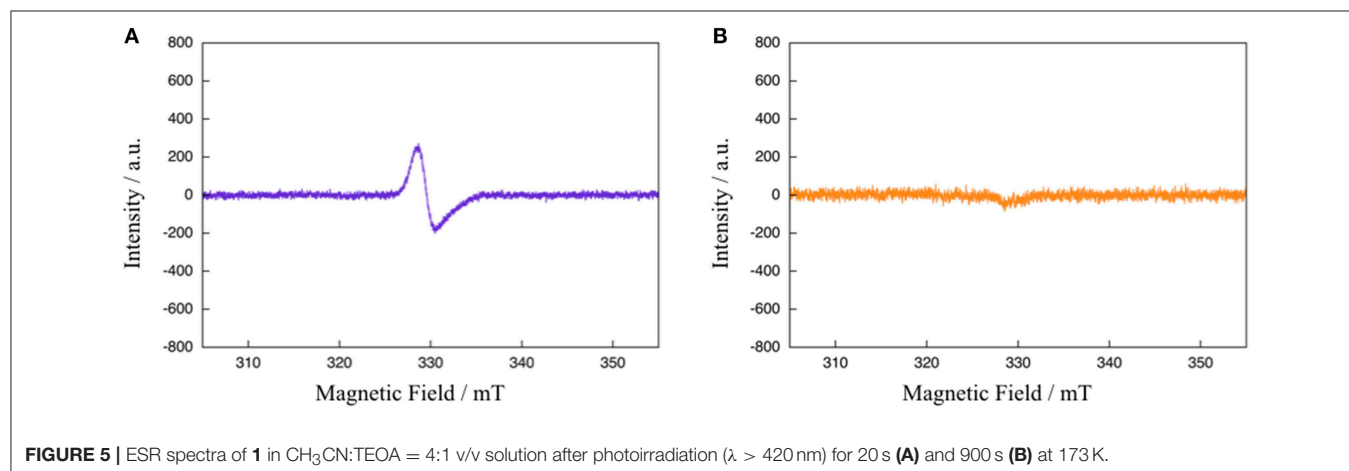 A
800
600
400
200
0
-200
-400
-600
-800
Intensity / a.u.
310 320 330 340 350
Magnetic Field / mT
B
800
600
400
200
0
-200
-400
-600
-800
Intensity / a.u.
310 320 330 340 350
Magnetic Field / mT
FIGURE 5 | ESR spectra of 1 in CH₃CN:TEOA = 4:1 v/v solution after photoirradiation (λ > 420 nm) for 20 s (A) and 900 s (B) at 173 K.